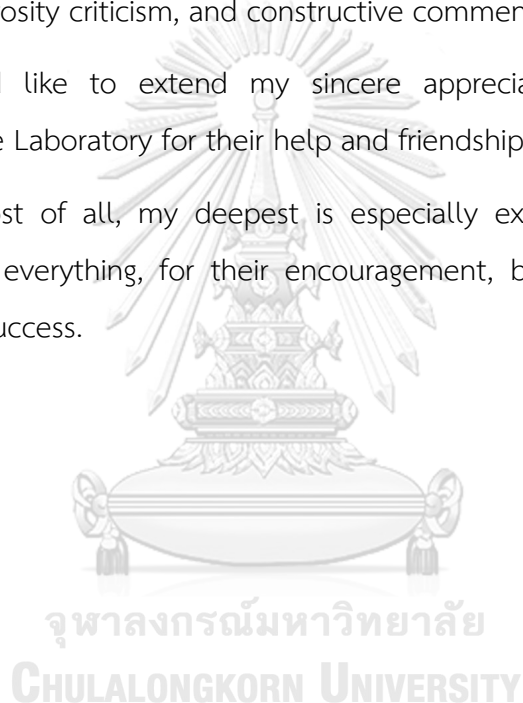 osity criticism, and constructive commen
like to extend my sincere apprecia
Laboratory for their help and friendship
st of all, my deepest is especially ex
everything, for their encouragement, b
uccess.
จุฬาลงกรณ์มหาวิทยาลัย
CHULALONGKORN UNIVERSITY